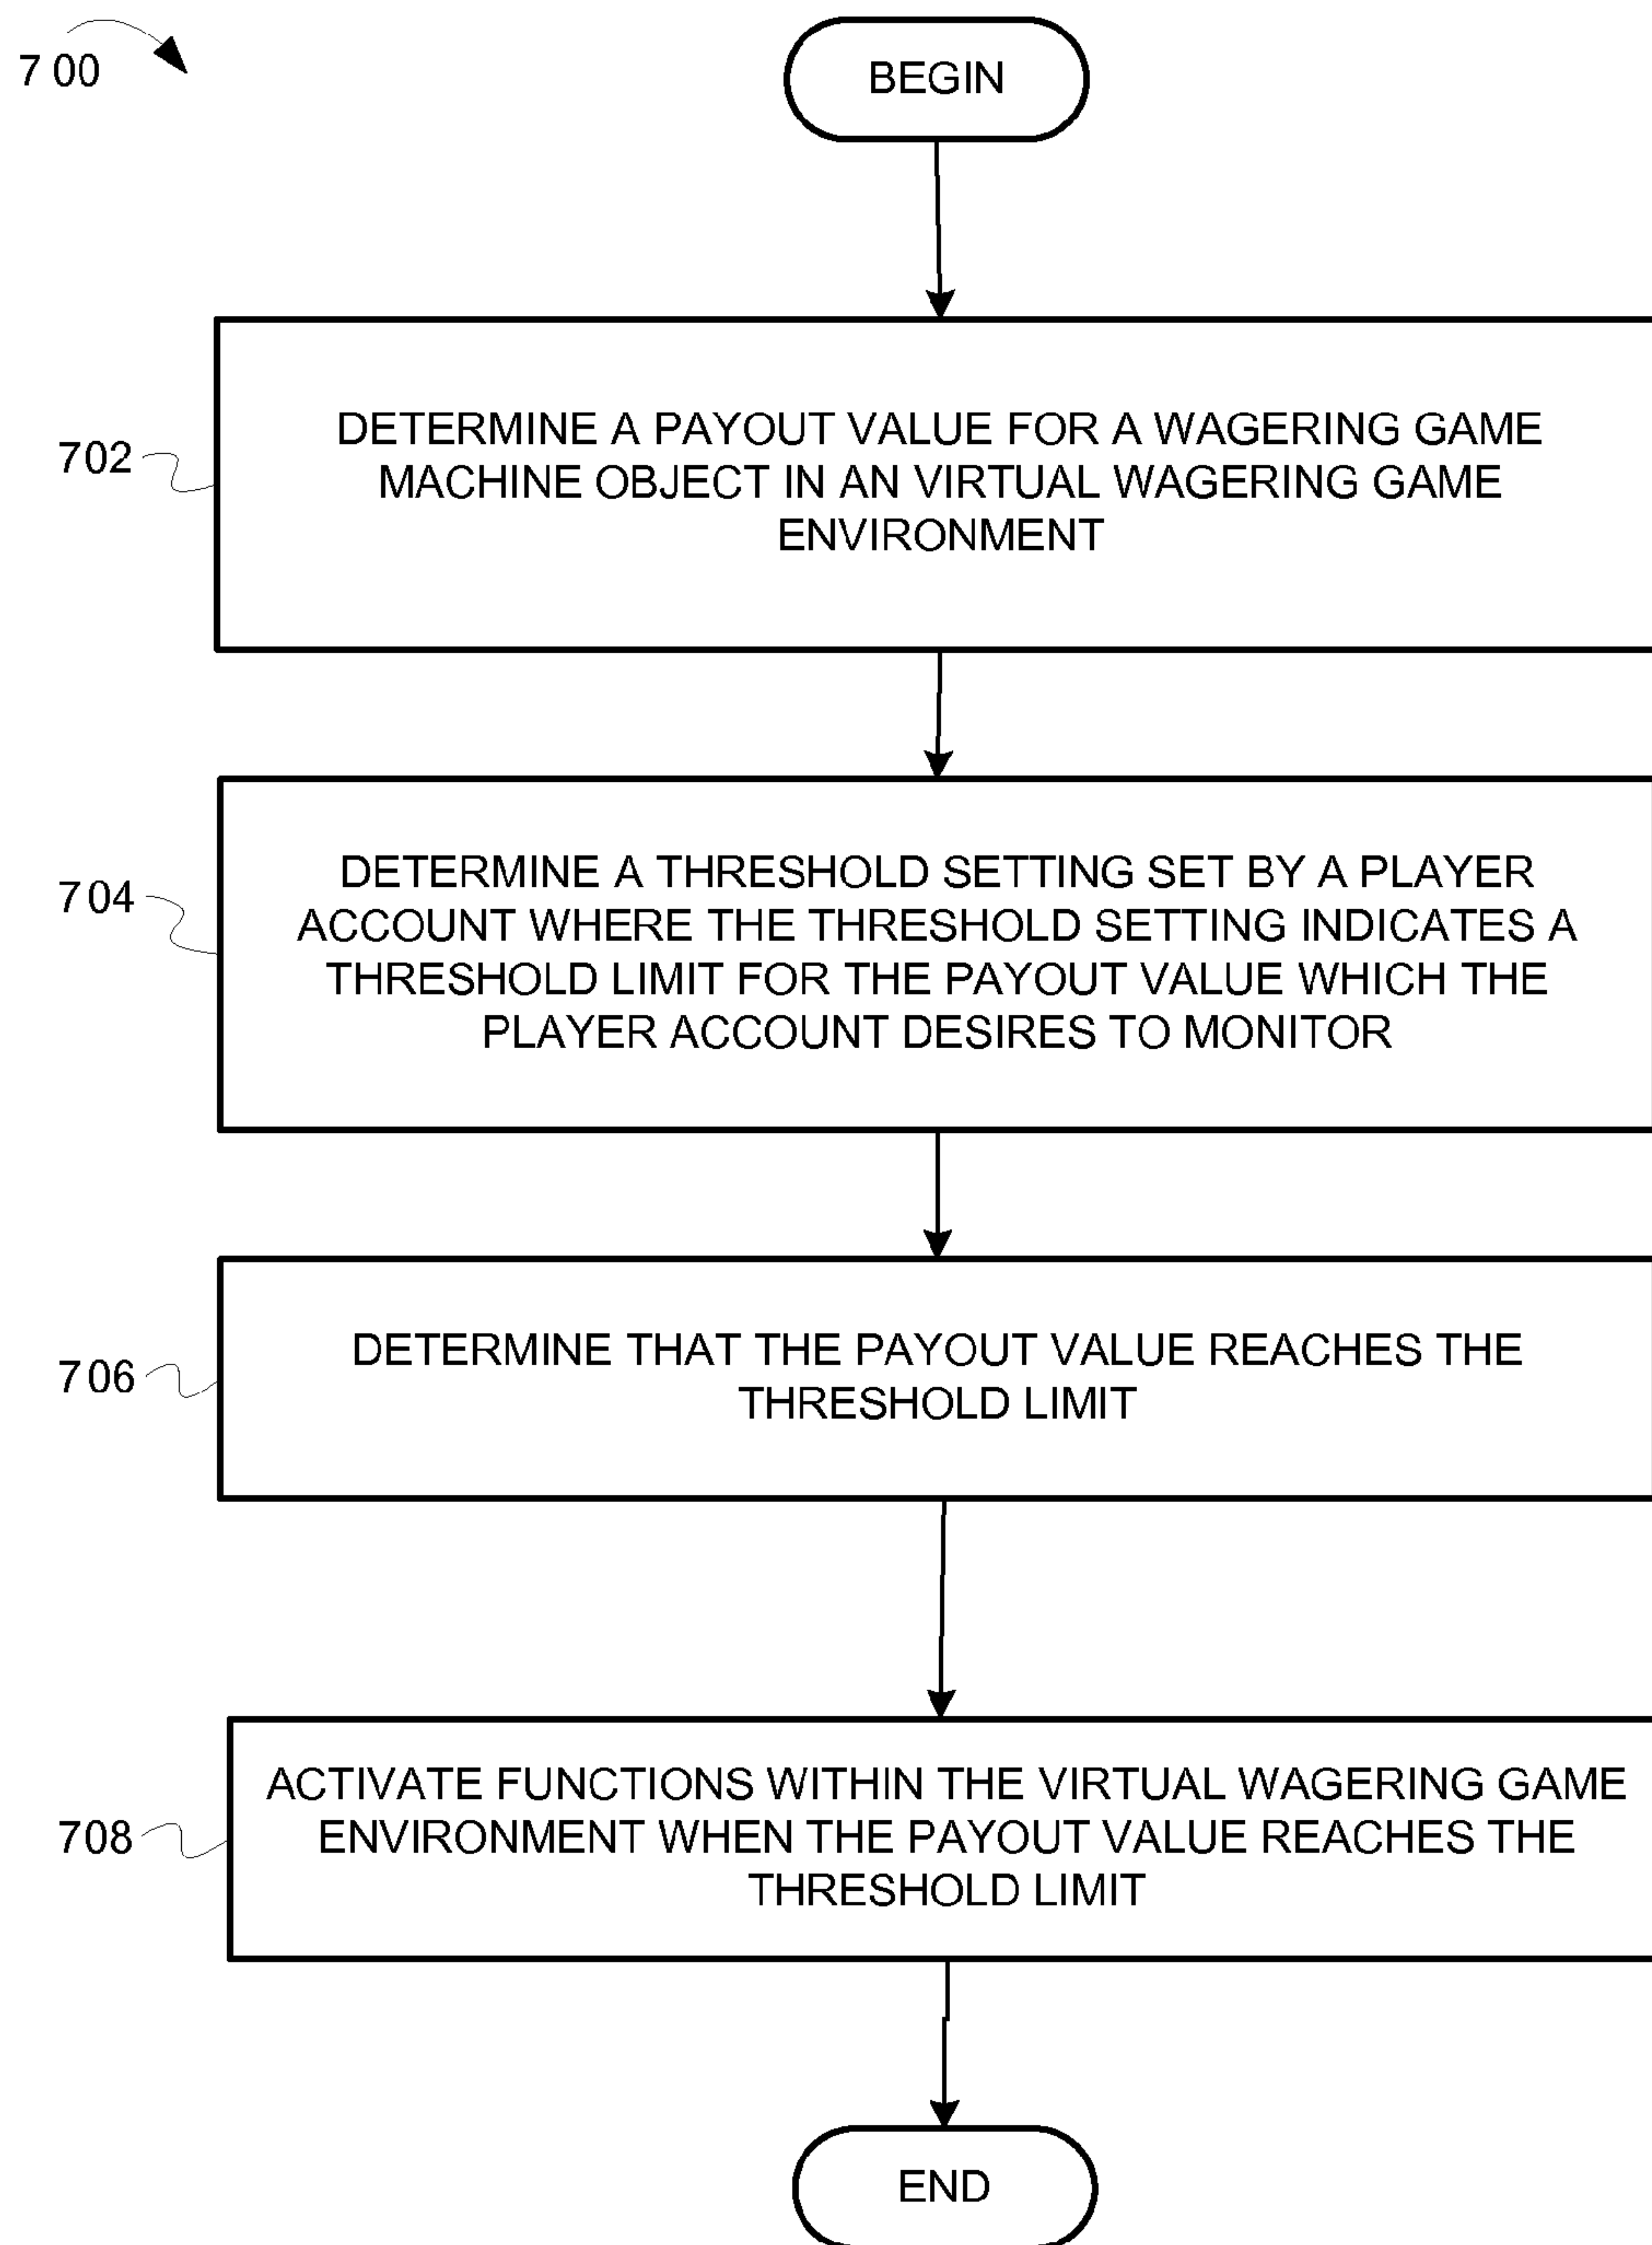 700
BEGIN
702
DETERMINE A PAYOUT VALUE FOR A WAGERING GAME
MACHINE OBJECT IN AN VIRTUAL WAGERING GAME
ENVIRONMENT
704
DETERMINE A THRESHOLD SETTING SET BY A PLAYER
ACCOUNT WHERE THE THRESHOLD SETTING INDICATES A
THRESHOLD LIMIT FOR THE PAYOUT VALUE WHICH THE
PLAYER ACCOUNT DESIRES TO MONITOR
706
DETERMINE THAT THE PAYOUT VALUE REACHES THE
THRESHOLD LIMIT
708
ACTIVATE FUNCTIONS WITHIN THE VIRTUAL WAGERING GAME
ENVIRONMENT WHEN THE PAYOUT VALUE REACHES THE
THRESHOLD LIMIT
END